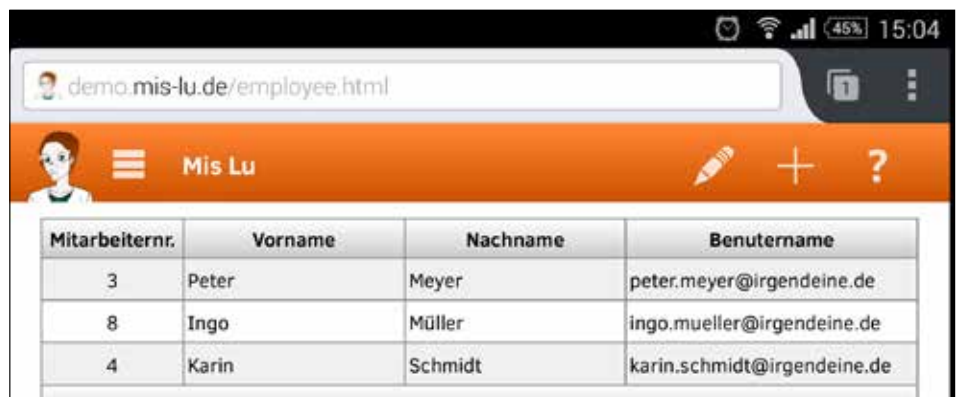 45% 15:04
demo.mis-lu.de/employee.html 1
Mis Lu ?
Mitarbeiternr. Vorname Nachname Benutername
3 Peter Meyer peter.meyer@irgendeine.de
8 Ingo Müller ingo.mueller@irgendeine.de
4 Karin Schmidt karin.schmidt@irgendeine.de